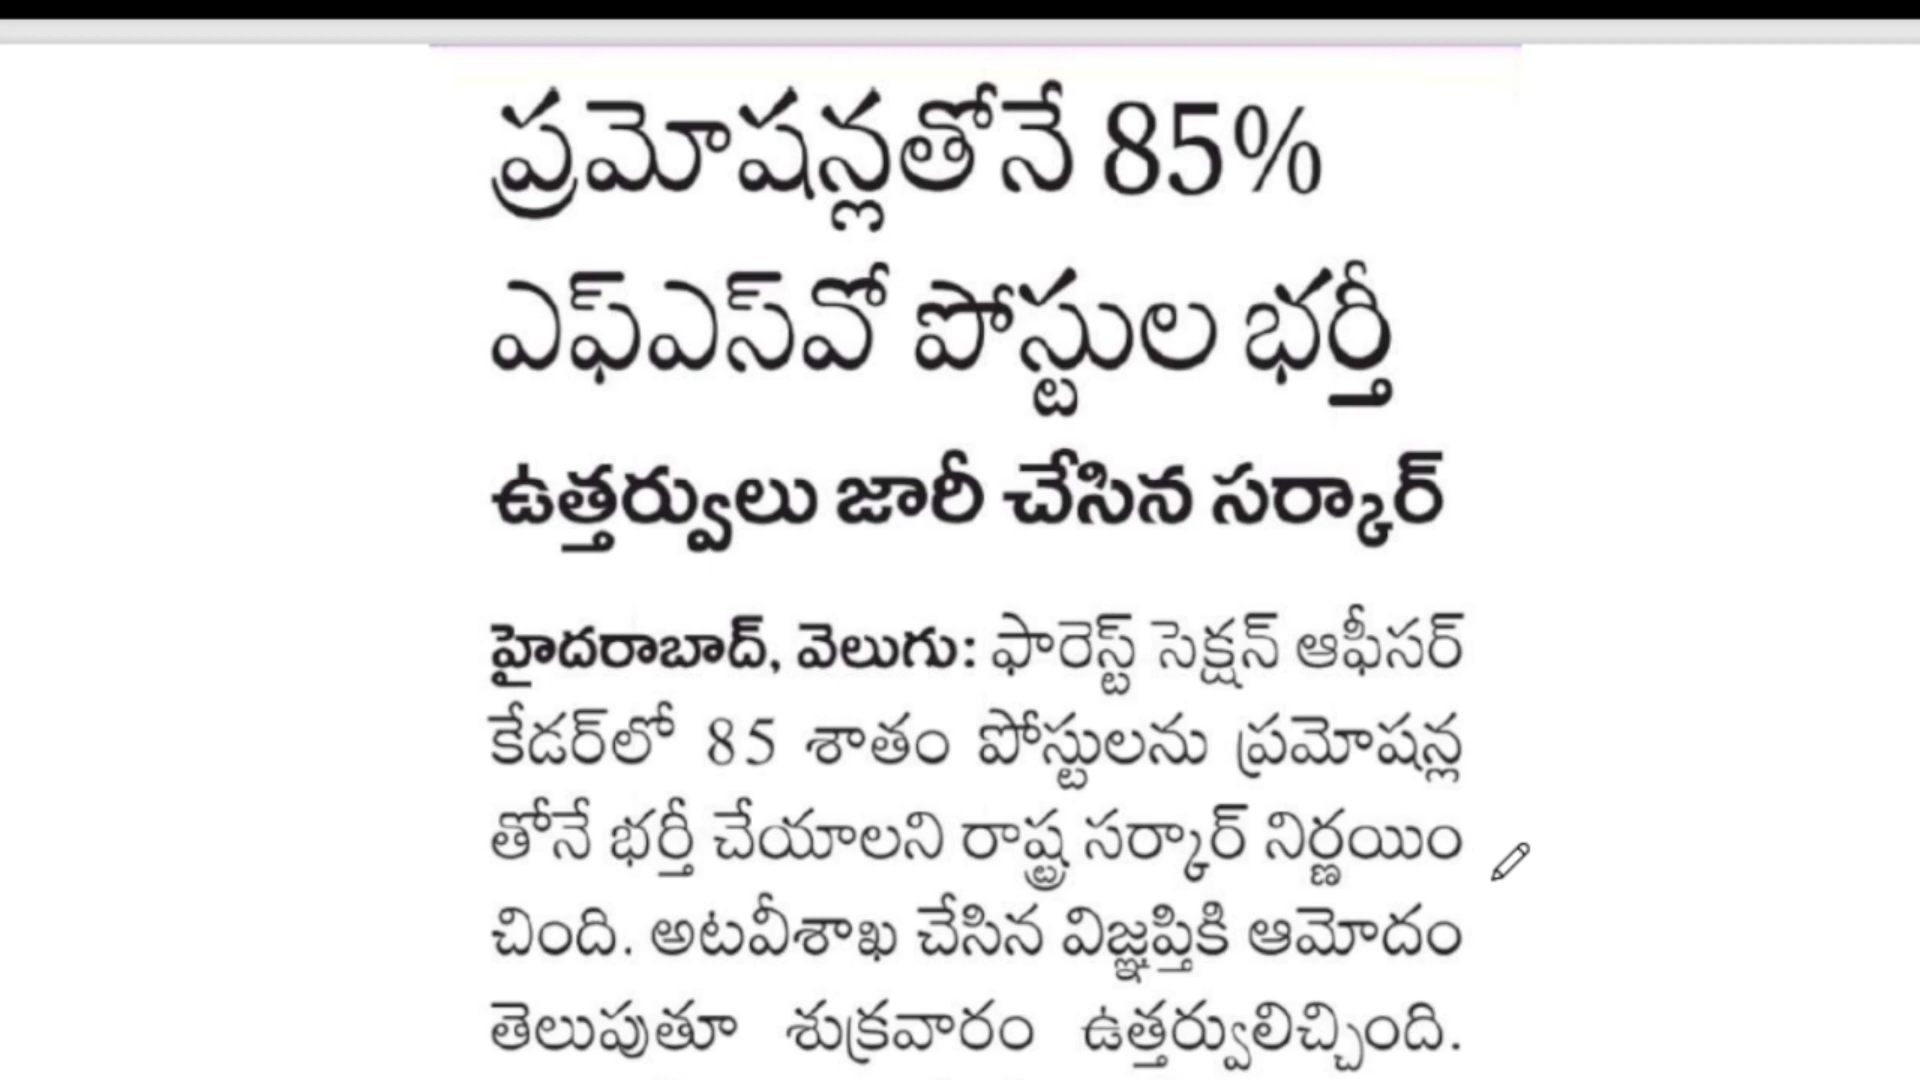 ప్రమోషన్లతోనే 85%
ఎఫ్ఎస్‌వో పోస్టుల భర్తీ
ఉత్తర్వులు జారీ చేసిన సర్కార్
హైదరాబాద్, వెలుగు: ఫారెస్ట్ సెక్షన్ ఆఫీసర్
కేడర్‌లో 85 శాతం పోస్టులను ప్రమోషన్ల
తోనే భర్తీ చేయాలని రాష్ట్ర సర్కార్ నిర్ణయిం
చింది. అటవీశాఖ చేసిన విజ్ఞప్తికి ఆమోదం
తెలుపుతూ శుక్రవారం ఉత్తర్వులిచ్చింది.